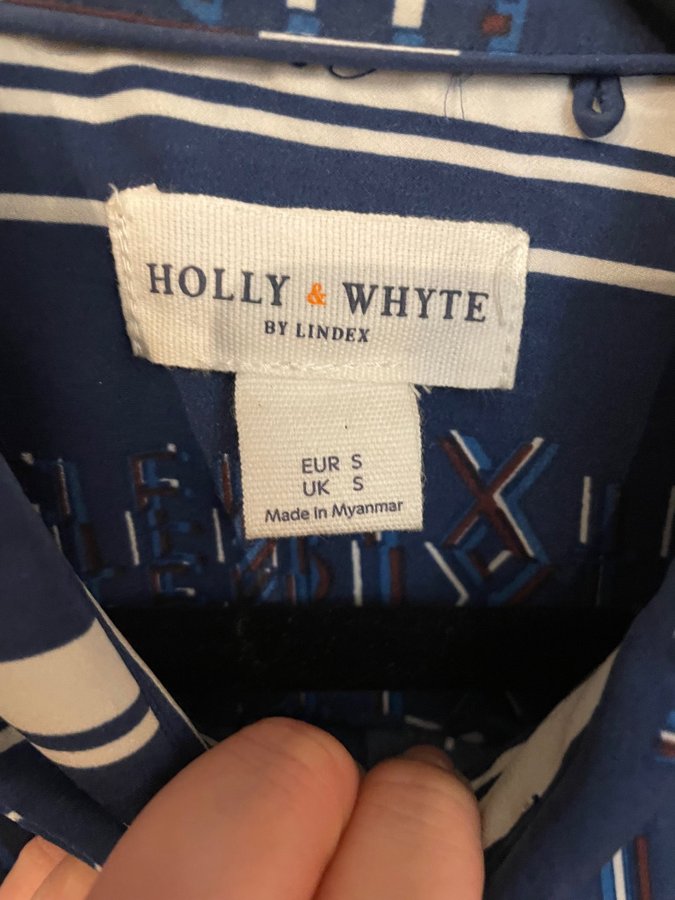 HOLLY & WHYTE
BY LINDEX
EUR S
UK S
Made In Myanmar